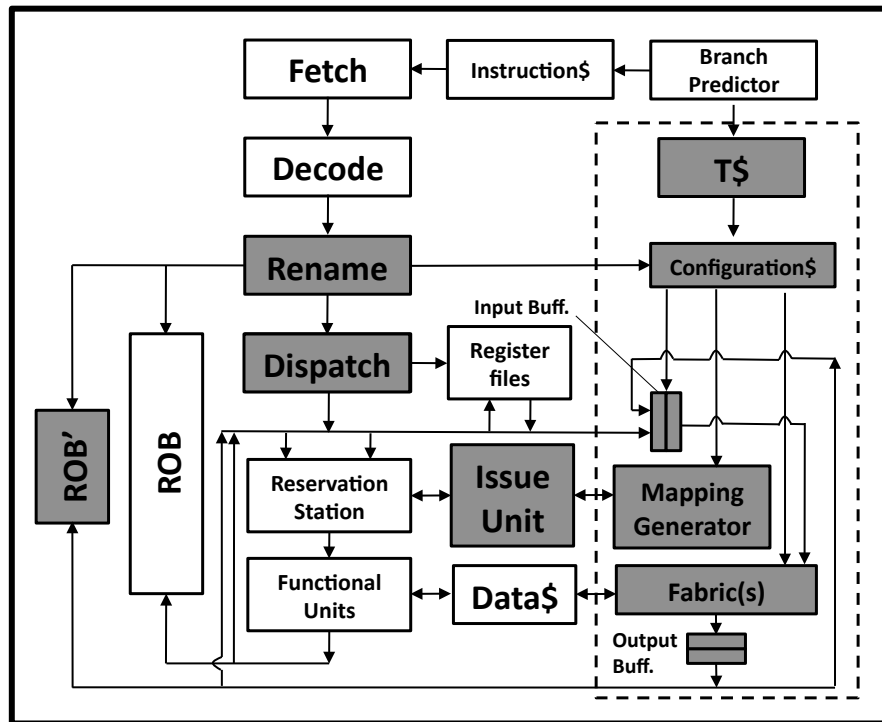 Fetch
Instruction$
Branch
Predictor
Decode
T$
Rename
Configuration$
Input Buff.
Dispatch
Register
files
ROB'
ROB
Reservation
Station
Issue
Unit
Mapping
Generator
Functional
Units
Data$
Fabric(s)
Output
Buff.